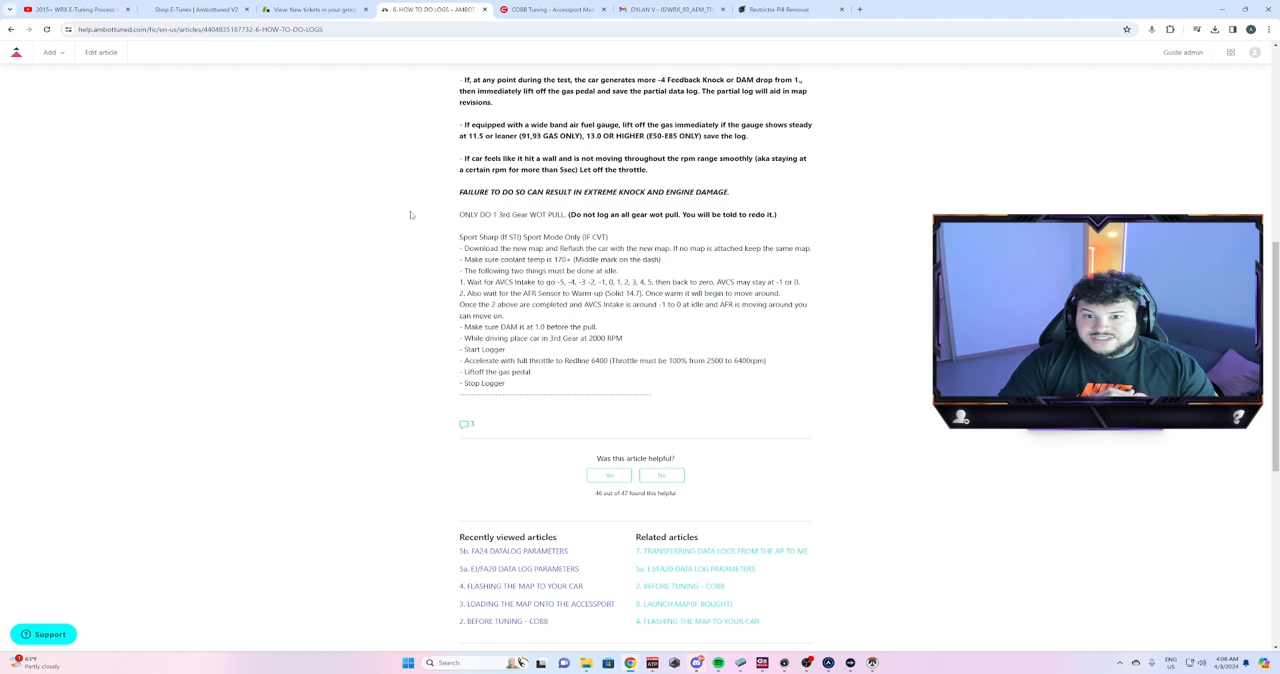 2015+ WRX E-Tuning Process
Shop E-Tunes | Ambottuned V2
View: New tickets in your grou
6. HOW TO DO LOGS – AMBOT
COBB Tuning - Accessport Ma
DYLAN V - 02WRX_93_AEM_T
Restrictor Pill Removal
help.ambottuned.com/hc/en-us/articles/4404835187732-6-HOW-TO-DO-LOGS
Add
Edit article
Guide admin
- If, at any point during the test, the car generates more -4 Feedback Knock or DAM drop from 1.,
then immediately lift off the gas pedal and save the partial data log. The partial log will aid in map
revisions.
- If equipped with a wide band air fuel gauge, lift off the gas immediately if the gauge shows steady
at 11.5 or leaner (91,93 GAS ONLY), 13.0 OR HIGHER (E50-E85 ONLY) save the log.
- If car feels like it hit a wall and is not moving throughout the rpm range smoothly (aka staying at
a certain rpm for more than 5sec) Let off the throttle.
FAILURE TO DO SO CAN RESULT IN EXTREME KNOCK AND ENGINE DAMAGE.
ONLY DO 1 3rd Gear WOT PULL. (Do not log an all gear wot pull. You will be told to redo it.)
Sport Sharp (If STI) Sport Mode Only (IF CVT)
- Download the new map and Reflash the car with the new map. If no map is attached keep the same map.
- Make sure coolant temp is 170+ (Middle mark on the dash)
- The following two things must be done at idle.
1. Wait for AVCS Intake to go -5, -4, -3 -2, -1, 0, 1, 2, 3, 4, 5, then back to zero. AVCS may stay at -1 or 0.
2. Also wait for the AFR Sensor to Warm-up (Solid 14.7). Once warm it will begin to move around.
Once the 2 above are completed and AVCS Intake is around -1 to 0 at idle and AFR is moving around you
can move on.
- Make sure DAM is at 1.0 before the pull.
- While driving place car in 3rd Gear at 2000 RPM
- Start Logger
- Accelerate with full throttle to Redline 6400 (Throttle must be 100% from 2500 to 6400rpm)
- Liftoff the gas pedal
- Stop Logger
------------------------------------------------------------------
3
Was this article helpful?
Yes
No
46 out of 47 found this helpful
Recently viewed articles
5b. FA24 DATALOG PARAMETERS
5a. EJ/FA20 DATA LOG PARAMETERS
4. FLASHING THE MAP TO YOUR CAR
3. LOADING THE MAP ONTO THE ACCESSPORT
2. BEFORE TUNING - COBB
Related articles
7. TRANSFERRING DATA LOGS FROM THE AP TO ME
5a. EJ/FA20 DATA LOG PARAMETERS
2. BEFORE TUNING - COBB
8. LAUNCH MAP(IF BOUGHT)
4. FLASHING THE MAP TO YOUR CAR
Support
63°F
Partly cloudy
Search
ENG
US
4:08 AM
4/3/2024